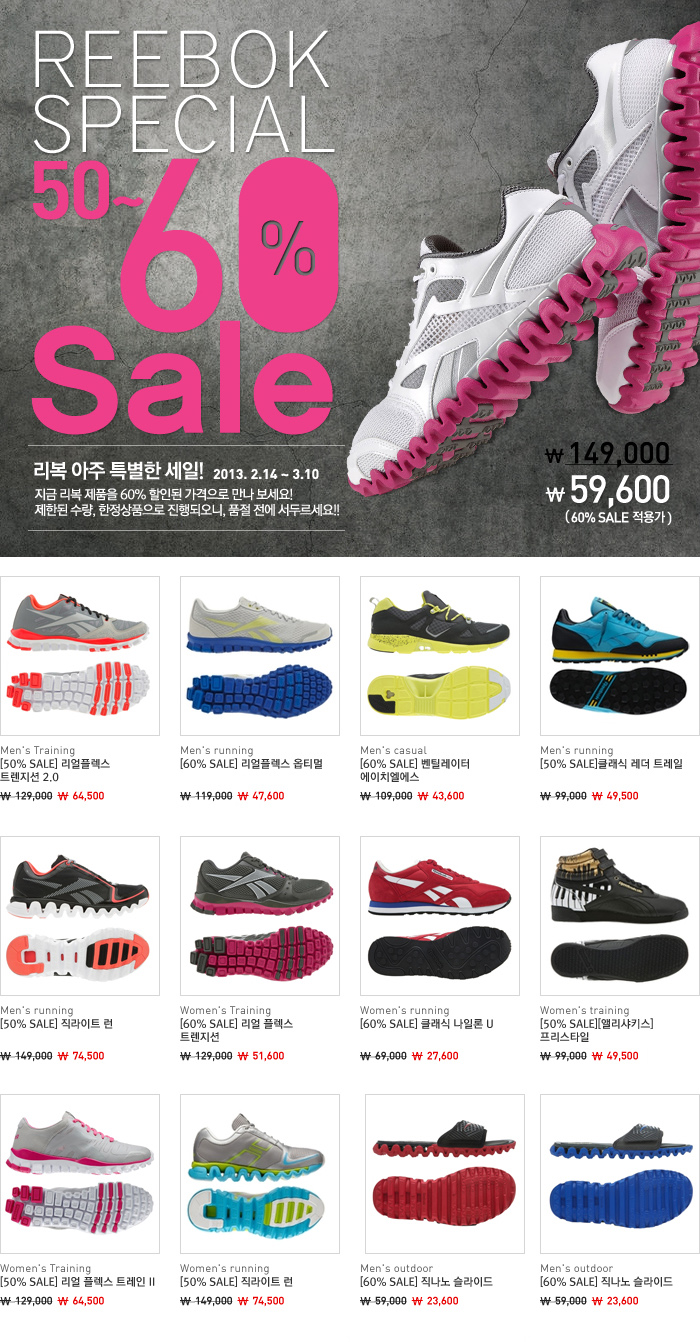 REEBOK
SPECIAL
50~60%
Sale
리복 아주 특별한 세일! 2013. 2.14 ~ 3.10
지금 리복 제품을 60% 할인된 가격으로 만나 보세요!
제한된 수량, 한정상품으로 진행되오니, 품절 전에 서두르세요!!
₩ 149,000
₩ 59,600
( 60% SALE 적용가 )
Men's Training
[50% SALE] 리얼플렉스
트랜지션 2.0
₩ 129,000 ₩ 64,500
Men's running
[60% SALE] 리얼플렉스 옵티멀
₩ 119,000 ₩ 47,600
Men's casual
[60% SALE] 벤틸레이터
에이치엘에스
₩ 109,000 ₩ 43,600
Men's running
[50% SALE]클래식 레더 트레일
₩ 99,000 ₩ 49,500
Men's running
[50% SALE] 직라이트 런
₩ 149,000 ₩ 74,500
Women's Training
[60% SALE] 리얼 플렉스
트랜지션
₩ 129,000 ₩ 51,600
Women's running
[60% SALE] 클래식 나일론 U
₩ 69,000 ₩ 27,600
Women's training
[50% SALE][앨리샤키스]
프리스타일
₩ 99,000 ₩ 49,500
Women's Training
[50% SALE] 리얼 플렉스 트레인 II
₩ 129,000 ₩ 64,500
Women's running
[50% SALE] 직라이트 런
₩ 149,000 ₩ 74,500
Men's outdoor
[60% SALE] 직나노 슬라이드
₩ 59,000 ₩ 23,600
Men's outdoor
[60% SALE] 직나노 슬라이드
₩ 59,000 ₩ 23,600